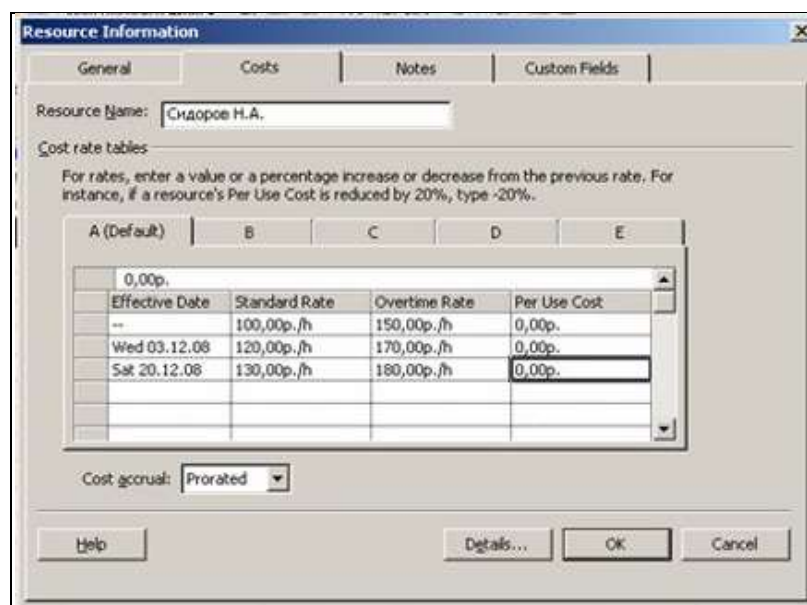 Resource Information
General Costs Notes Custom Fields
Resource Name: Сидоров Н.А.
Cost rate tables
For rates, enter a value or a percentage increase or decrease from the previous rate. For
instance, if a resource's Per Use Cost is reduced by 20%, type -20%.
A (Default) B C D E
0,00р.
Effective Date Standard Rate Overtime Rate Per Use Cost
-- 100,00р./h 150,00р./h 0,00р.
Wed 03.12.08 120,00р./h 170,00р./h 0,00р.
Sat 20.12.08 130,00р./h 180,00р./h 0,00р.
Cost accrual: Prorated
Help Details... OK Cancel